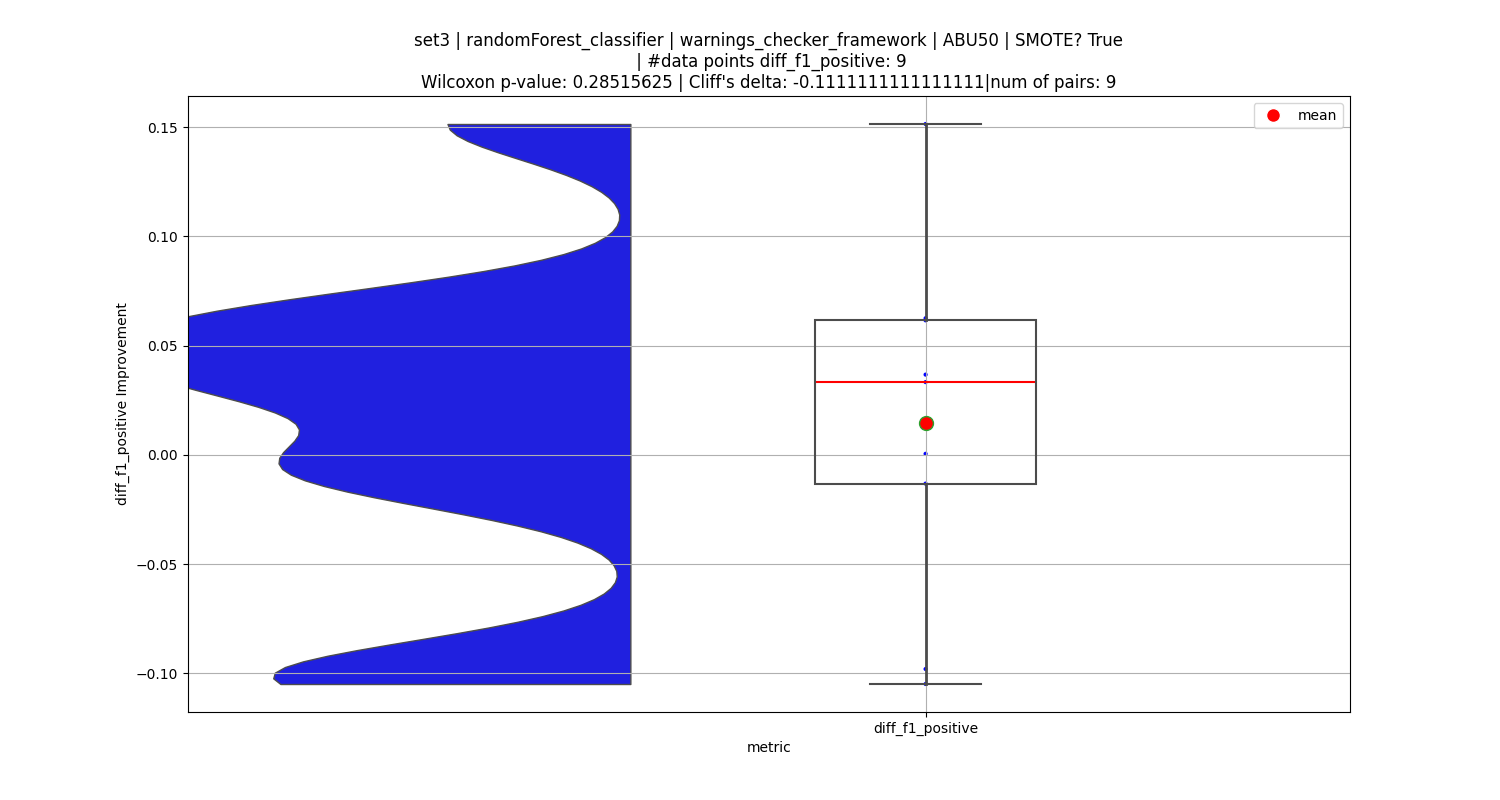 set3 | randomForest_classifier | warnings_checker_framework | ABU50 | SMOTE? True
| #data points diff_f1_positive: 9
Wilcoxon p-value: 0.28515625 | Cliff's delta: -0.1111111111111111|num of pairs: 9
mean
0.15
0.10
0.05
0.00
−0.05
−0.10
diff_f1_positive Improvement
diff_f1_positive
metric